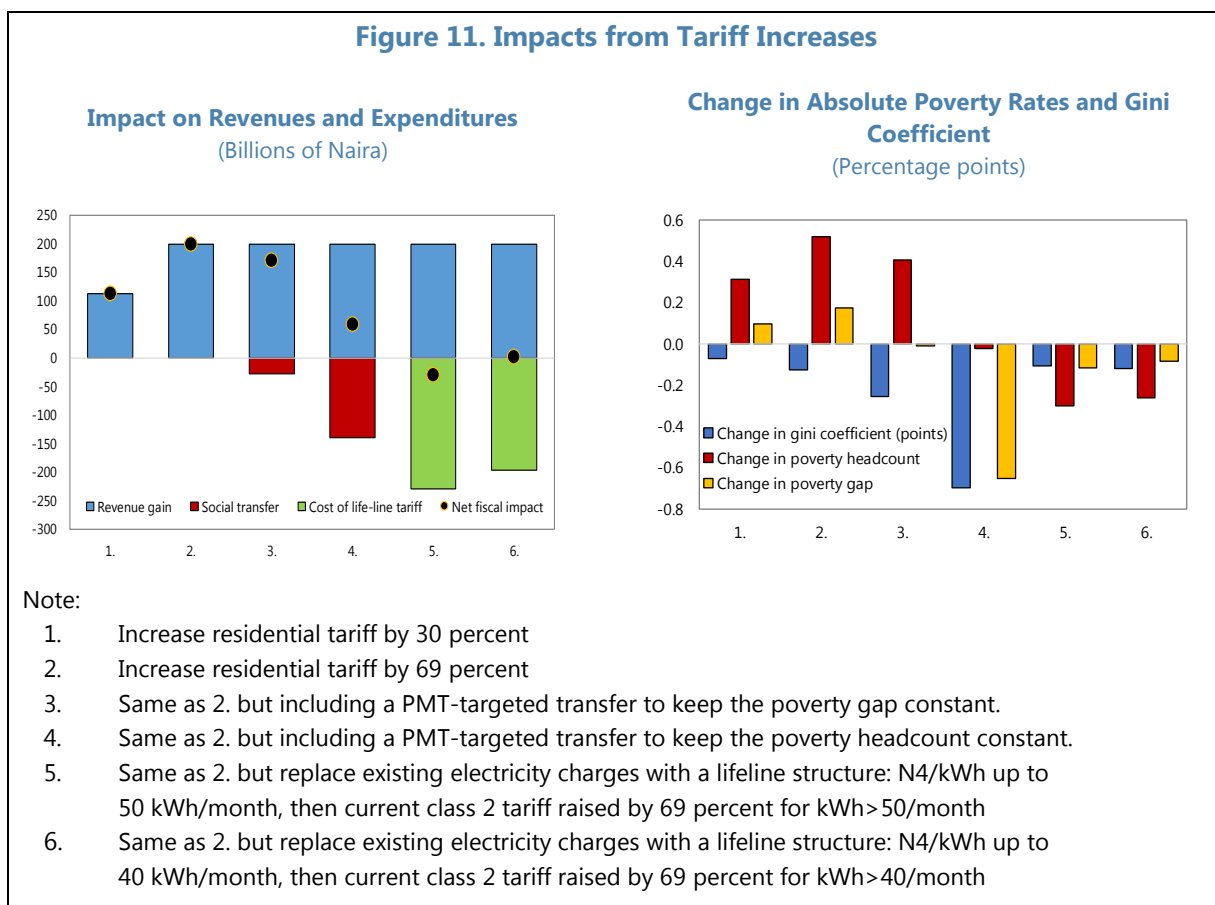 Figure 11. Impacts from Tariff Increases
Impact on Revenues and Expenditures
(Billions of Naira)
250
200
150
100
50
0
-50
-100
-150
-200
-250
-300
Revenue gain Social transfer Cost of life-line tariff Net fiscal impact
1. 2. 3. 4. 5. 6.
Change in Absolute Poverty Rates and Gini
Coefficient
(Percentage points)
0.6
0.4
0.2
0.0
-0.2
-0.4
-0.6
-0.8
Change in gini coefficient (points)
Change in poverty headcount
Change in poverty gap
1. 2. 3. 4. 5. 6.
Note:
1. Increase residential tariff by 30 percent
2. Increase residential tariff by 69 percent
3. Same as 2. but including a PMT-targeted transfer to keep the poverty gap constant.
4. Same as 2. but including a PMT-targeted transfer to keep the poverty headcount constant.
5. Same as 2. but replace existing electricity charges with a lifeline structure: N4/kWh up to
50 kWh/month, then current class 2 tariff raised by 69 percent for kWh>50/month
6. Same as 2. but replace existing electricity charges with a lifeline structure: N4/kWh up to
40 kWh/month, then current class 2 tariff raised by 69 percent for kWh>40/month